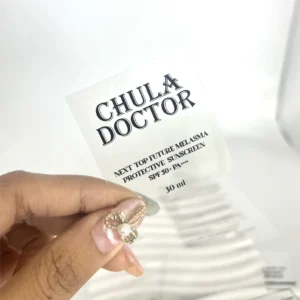 CHULA
DOCTOR
NEXT TOP FUTURE MELASMA
PROTECTIVE SUNSCREEN
SPF 50+ PA++++
30 ml